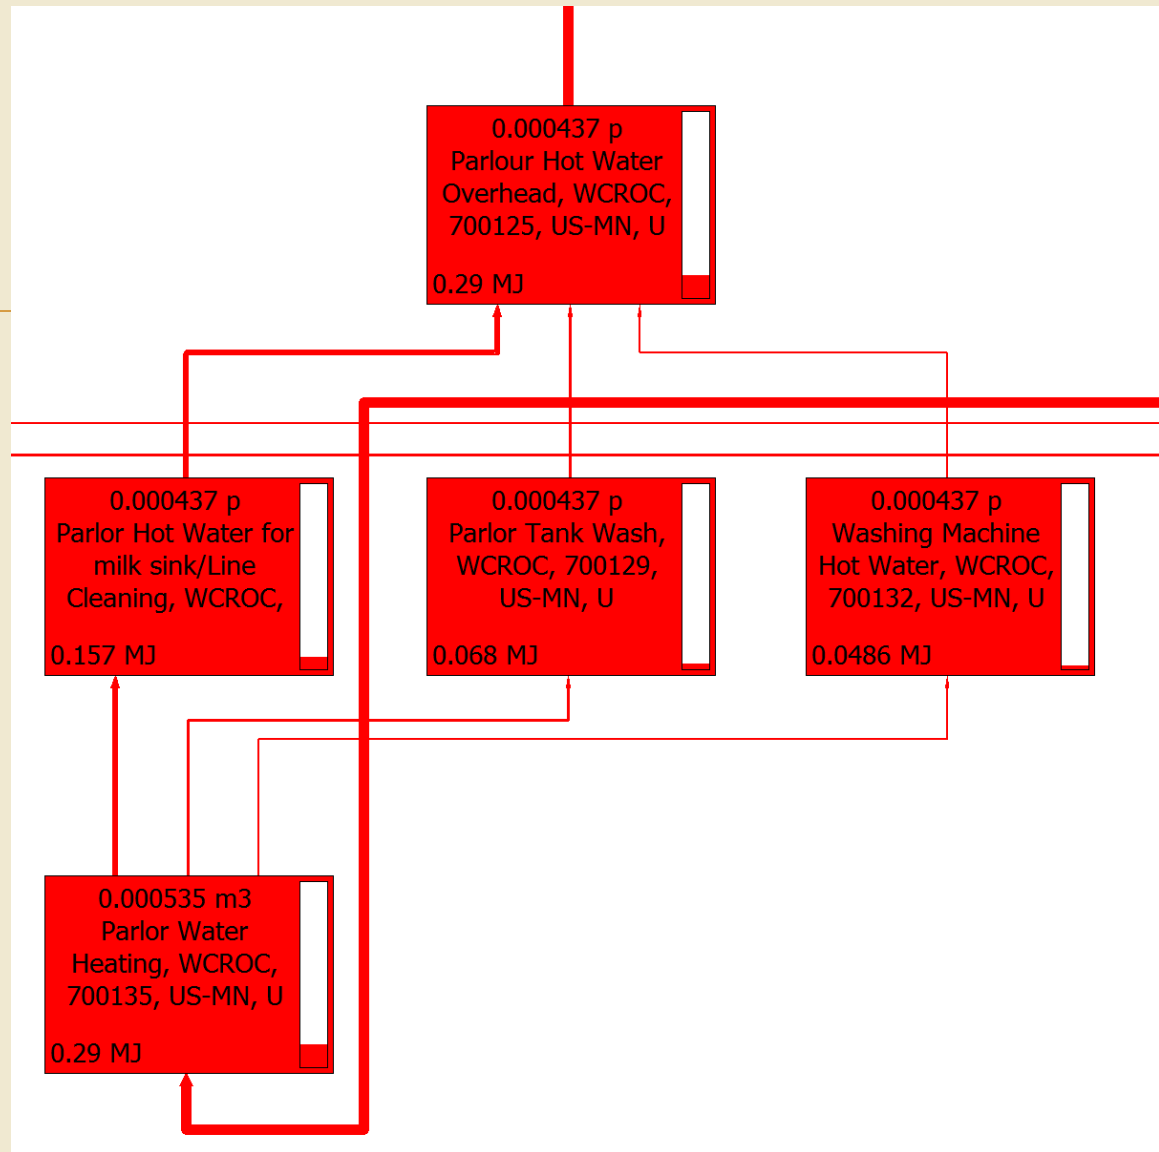 0.000437 p
Parlour Hot Water
Overhead, WCROC,
700125, US-MN, U
0.29 MJ
0.000437 p
Parlor Hot Water for
milk sink/Line
Cleaning, WCROC,
0.157 MJ
0.000437 p
Parlor Tank Wash,
WCROC, 700129,
US-MN, U
0.068 MJ
0.000437 p
Washing Machine
Hot Water, WCROC,
700132, US-MN, U
0.0486 MJ
0.000535 m3
Parlor Water
Heating, WCROC,
700135, US-MN, U
0.29 MJ